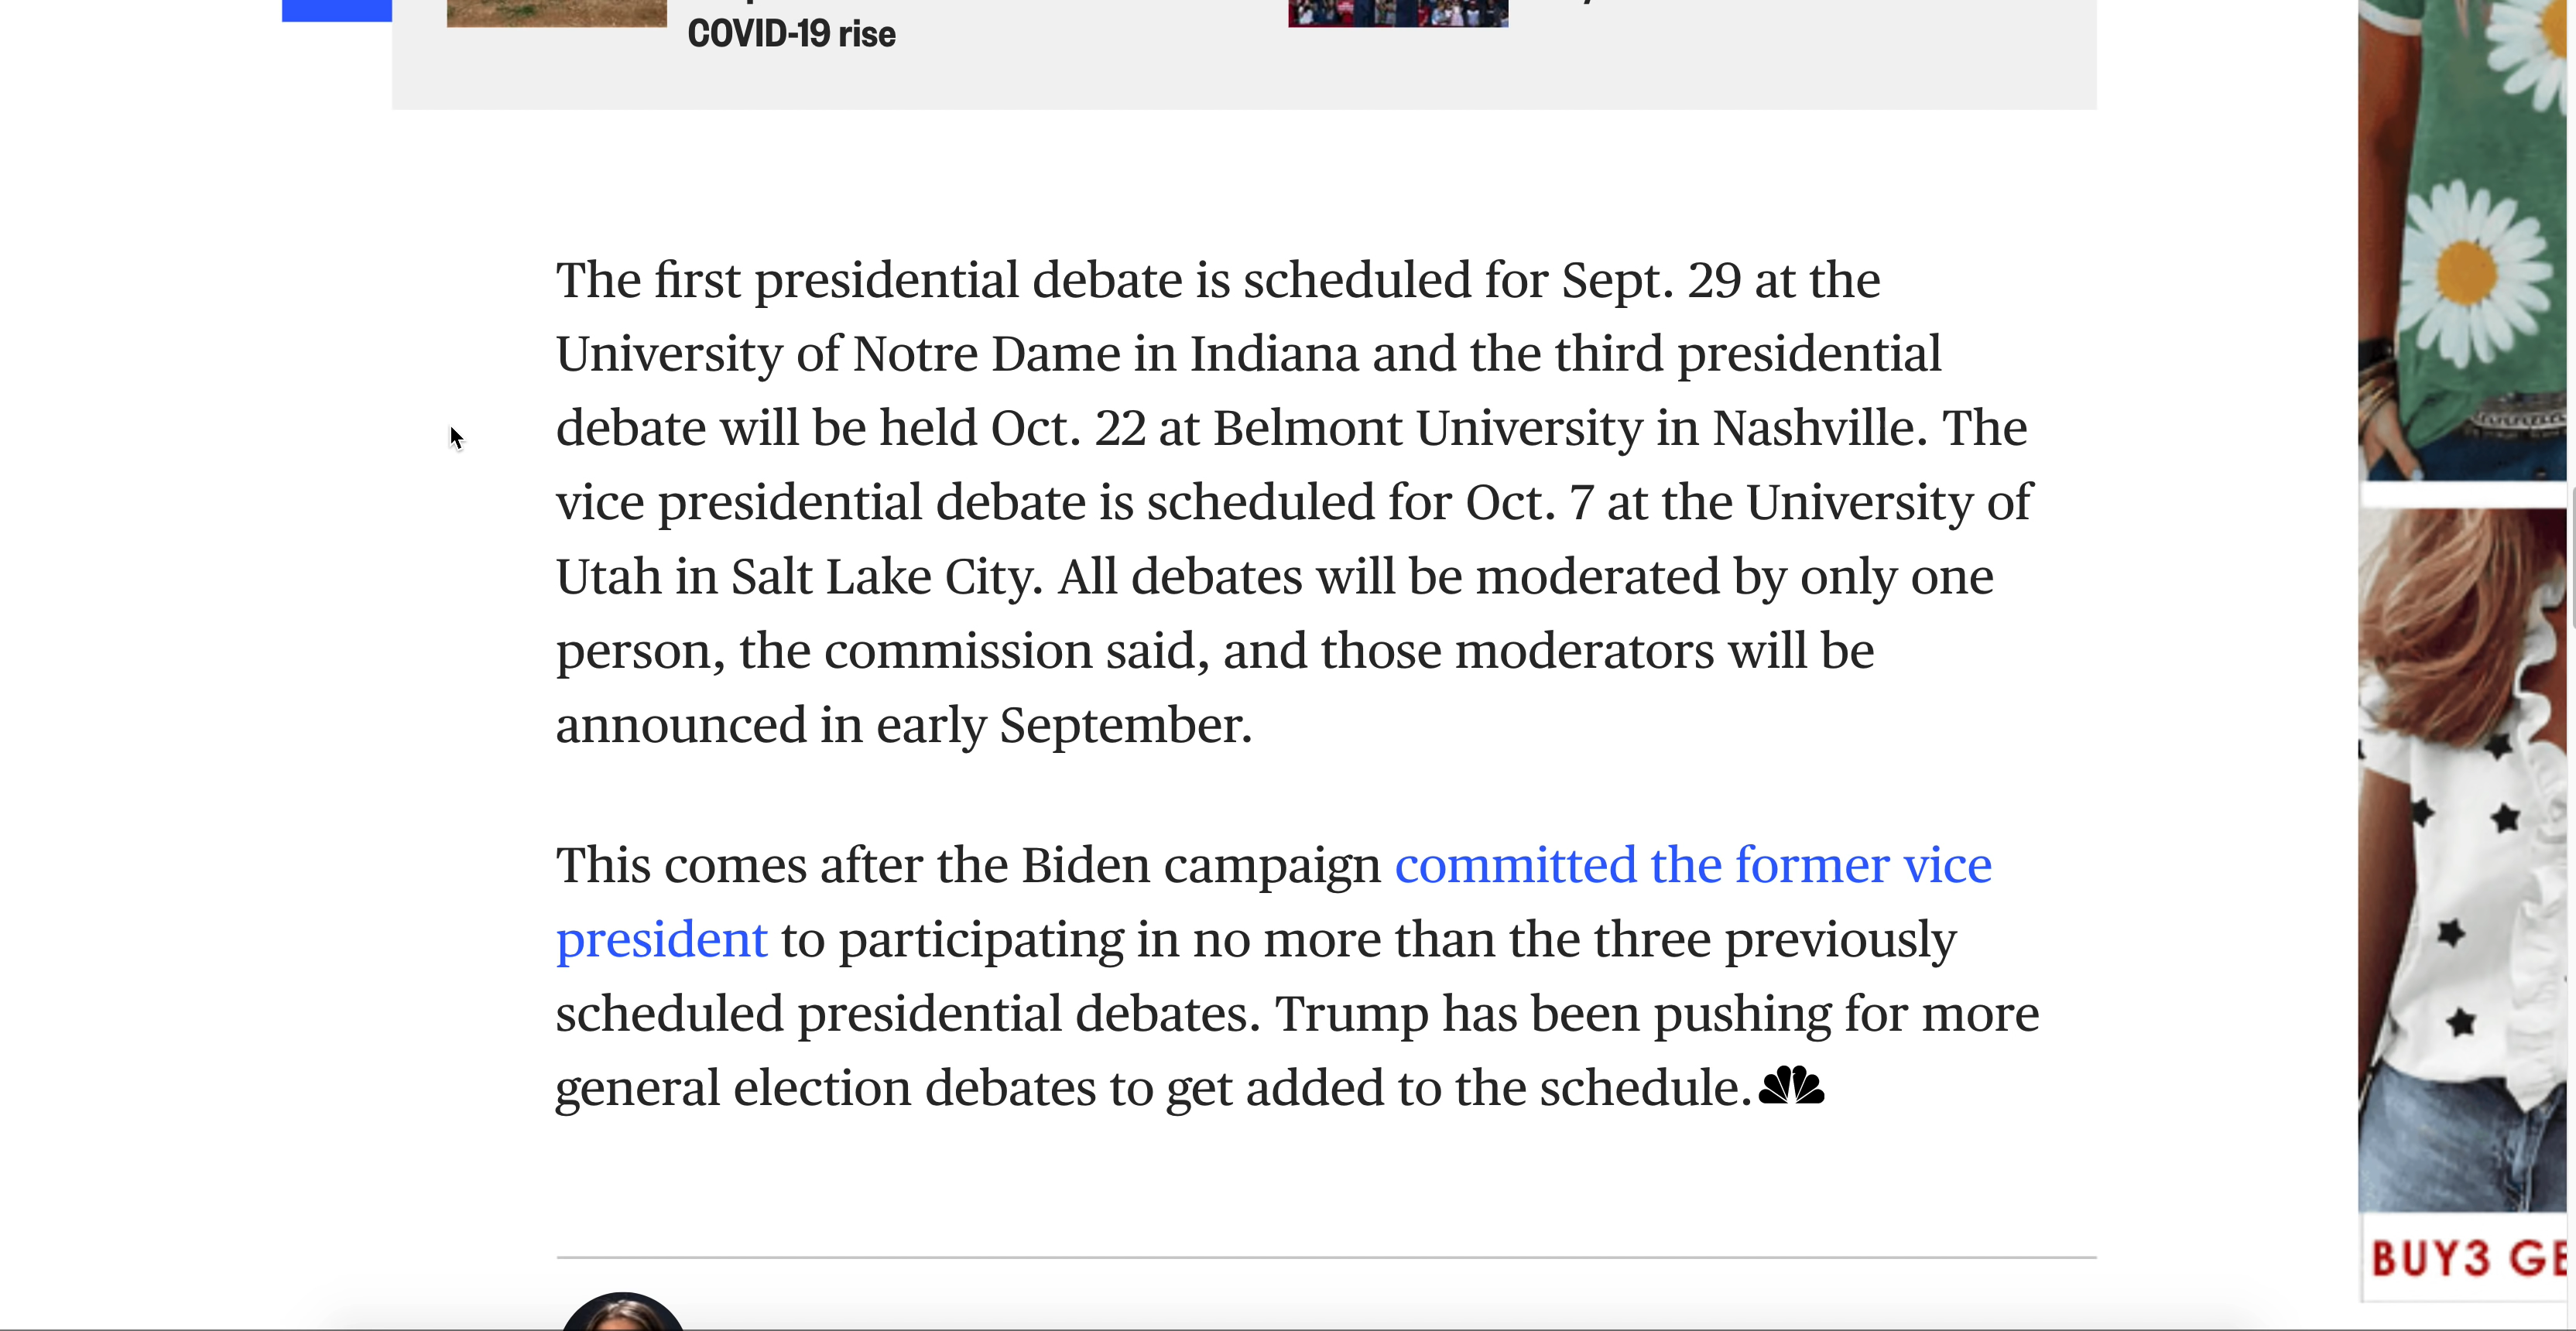 COVID-19 rise
The first presidential debate is scheduled for Sept. 29 at the
University of Notre Dame in Indiana and the third presidential
debate will be held Oct. 22 at Belmont University in Nashville. The
vice presidential debate is scheduled for Oct. 7 at the University of
Utah in Salt Lake City. All debates will be moderated by only one
person, the commission said, and those moderators will be
announced in early September.
This comes after the Biden campaign committed the former vice
president to participating in no more than the three previously
scheduled presidential debates. Trump has been pushing for more
general election debates to get added to the schedule.
BUY3 GE